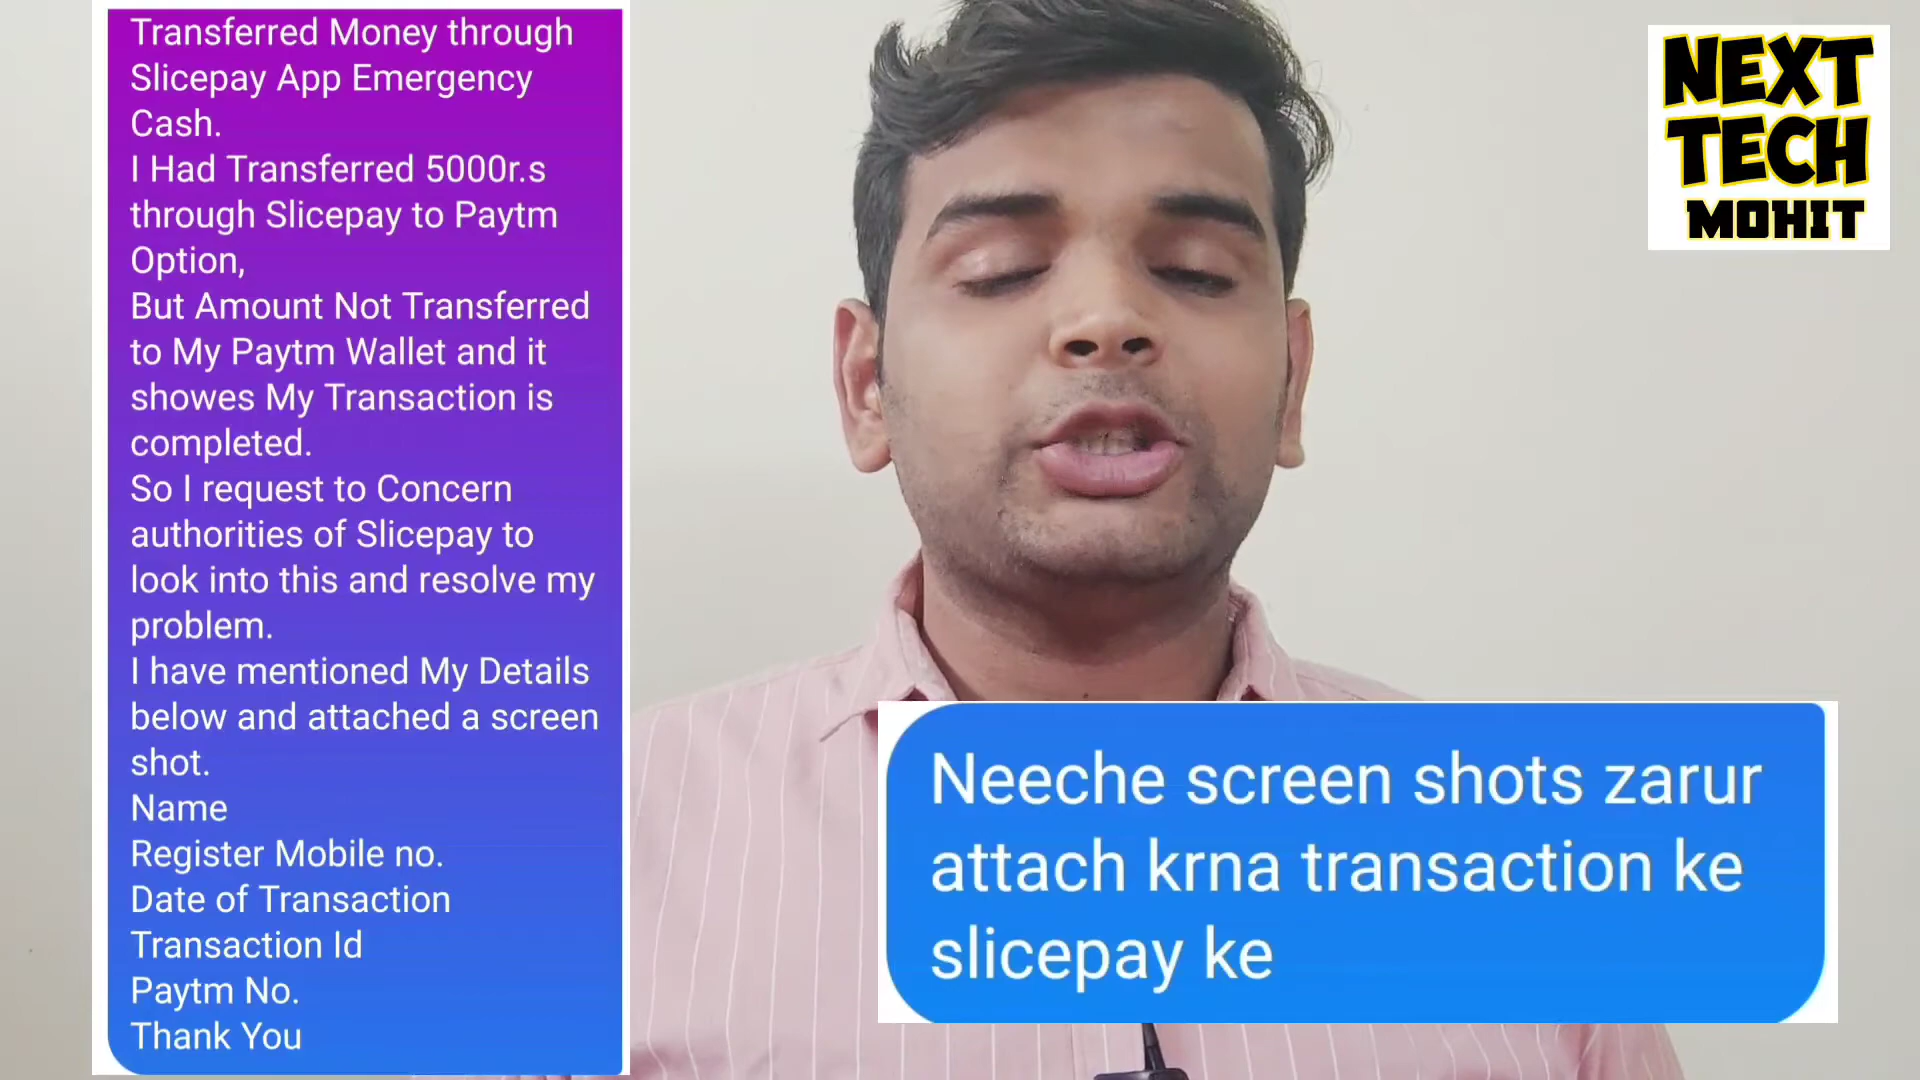 Transferred Money through
Slicepay App Emergency
Cash.
I Had Transferred 5000r.s
through Slicepay to Paytm
Option,
But Amount Not Transferred
to My Paytm Wallet and it
showes My Transaction is
completed.
So I request to Concern
authorities of Slicepay to
look into this and resolve my
problem.
I have mentioned My Details
below and attached a screen
shot.
Name
Register Mobile no.
Date of Transaction
Transaction Id
Paytm No.
Thank You
NEXT
TECH
MOHIT
Neeche screen shots zarur
attach krna transaction ke
slicepay ke